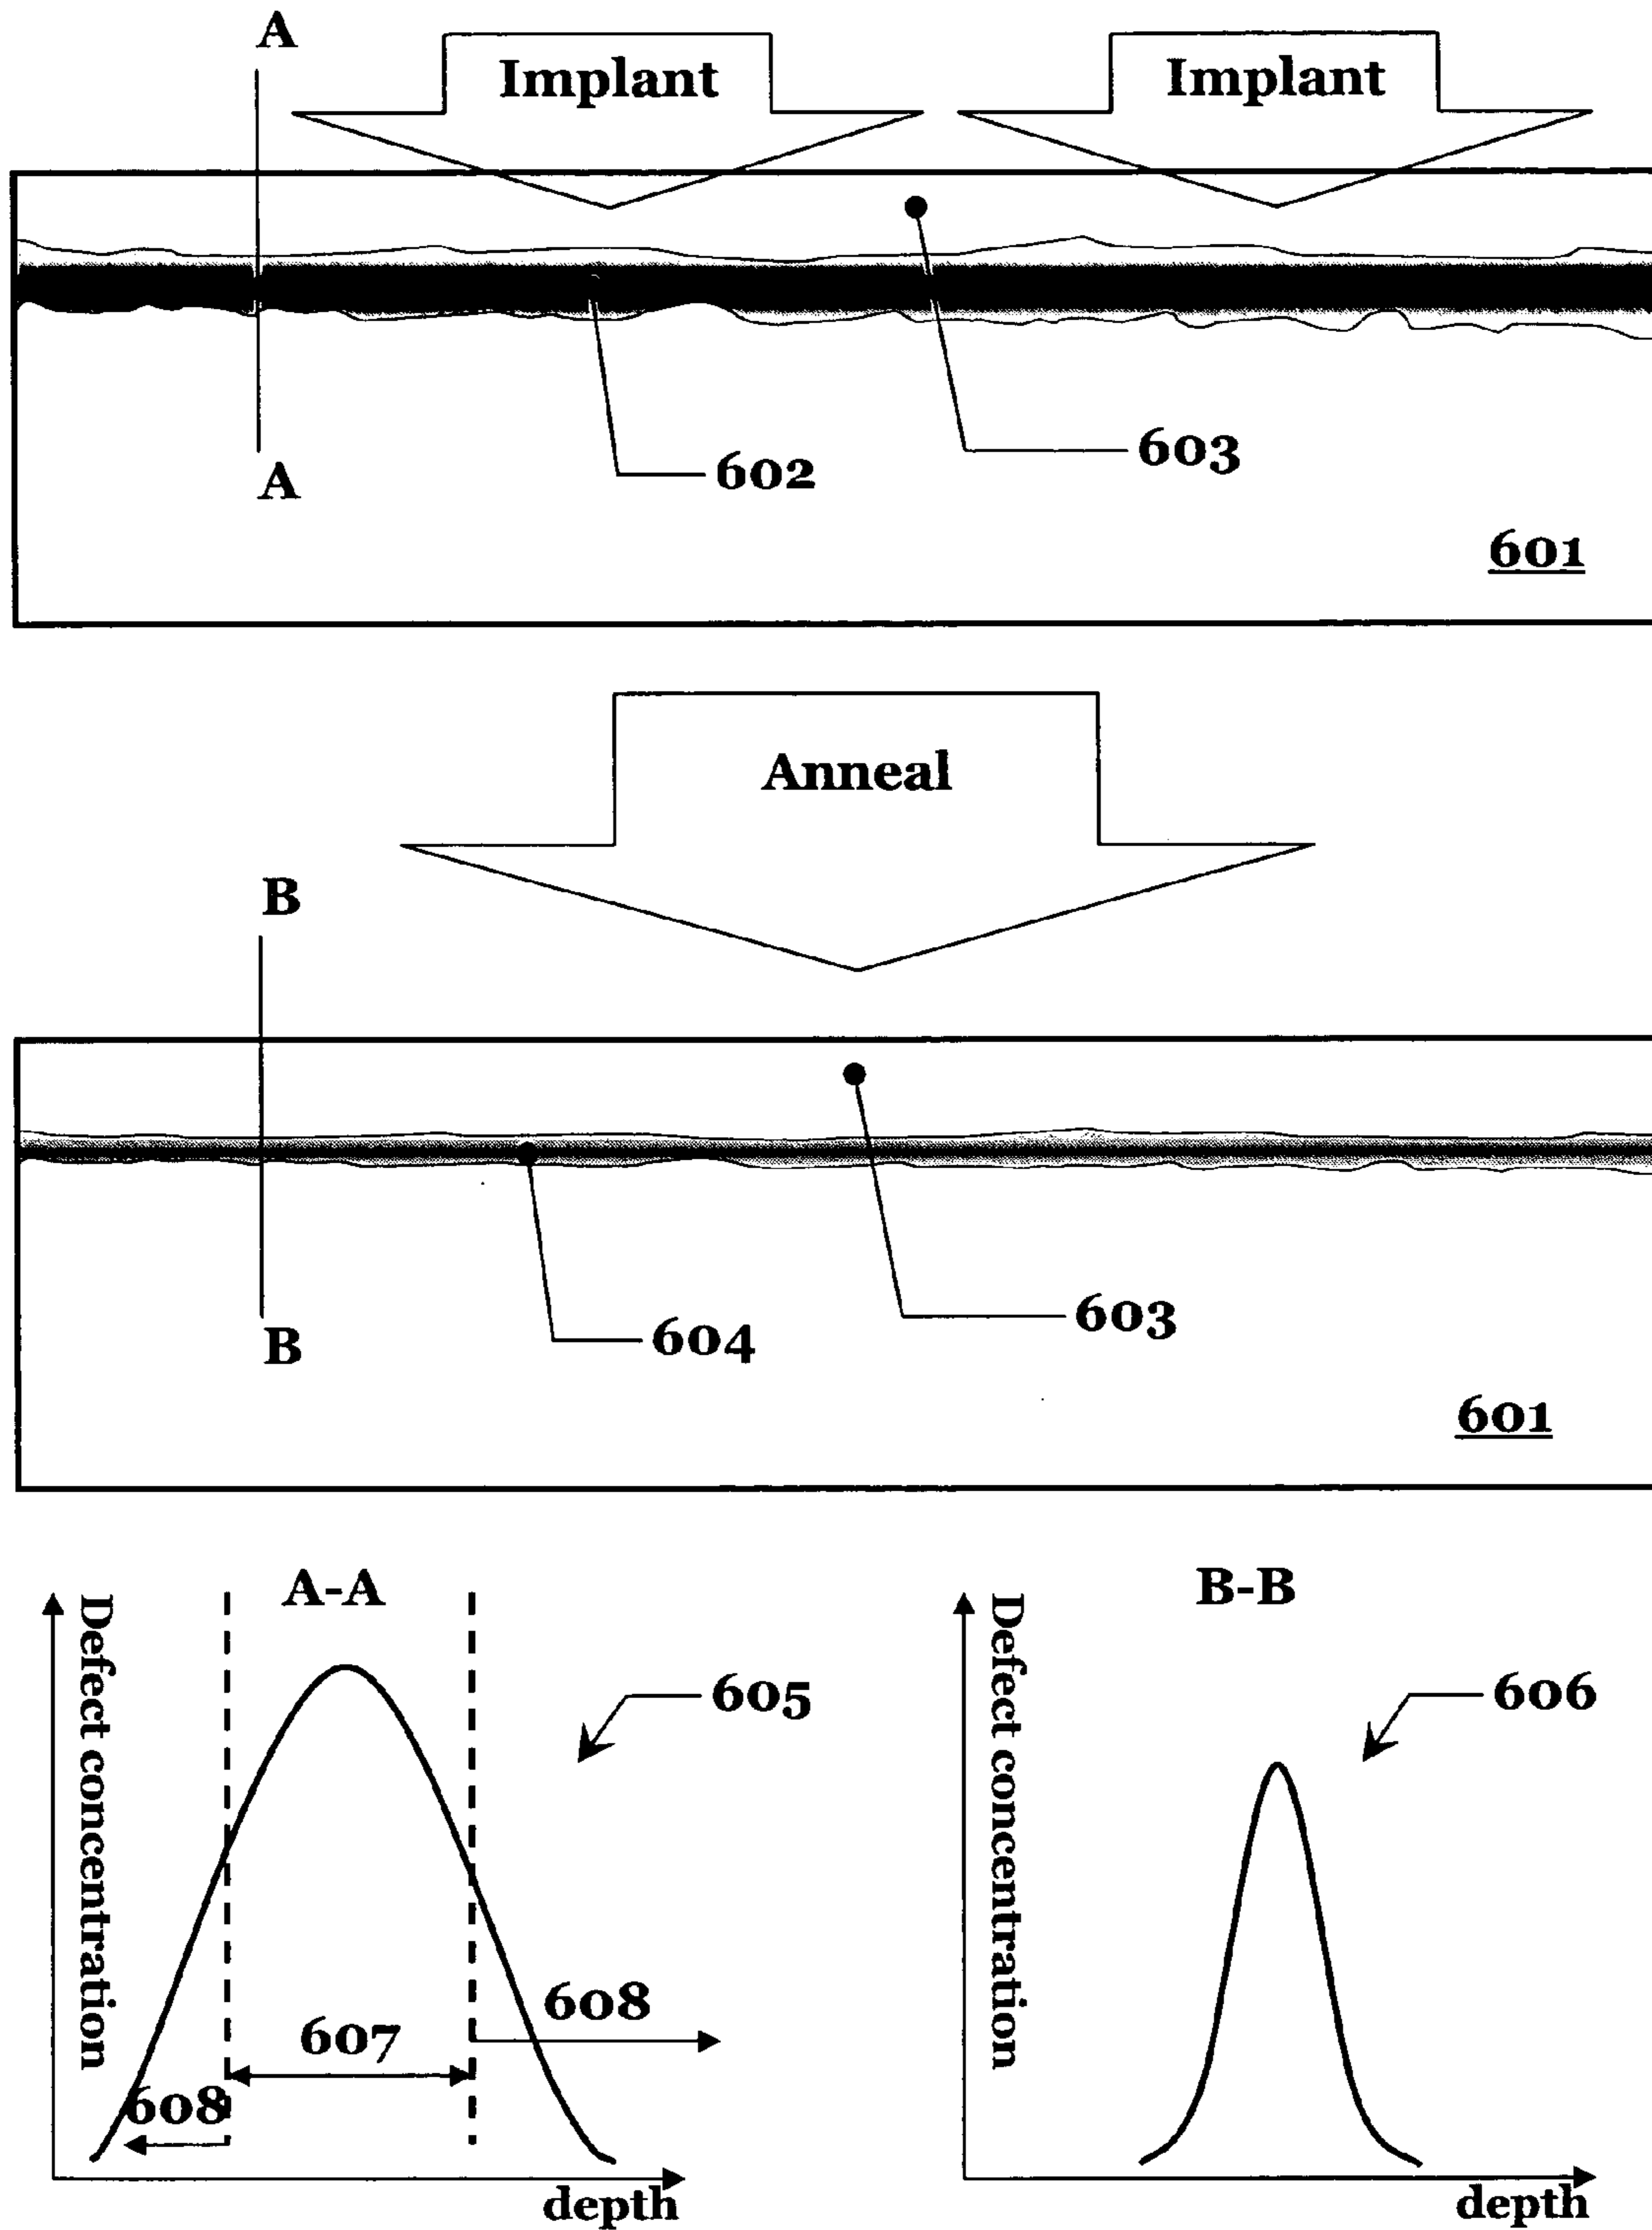 A
Implant
Implant
603
602
A
601
Anneal
B
603
604
B
601
A-A
B-B
Defect concentration
605
Defect concentration
606
608
607
608
depth
depth